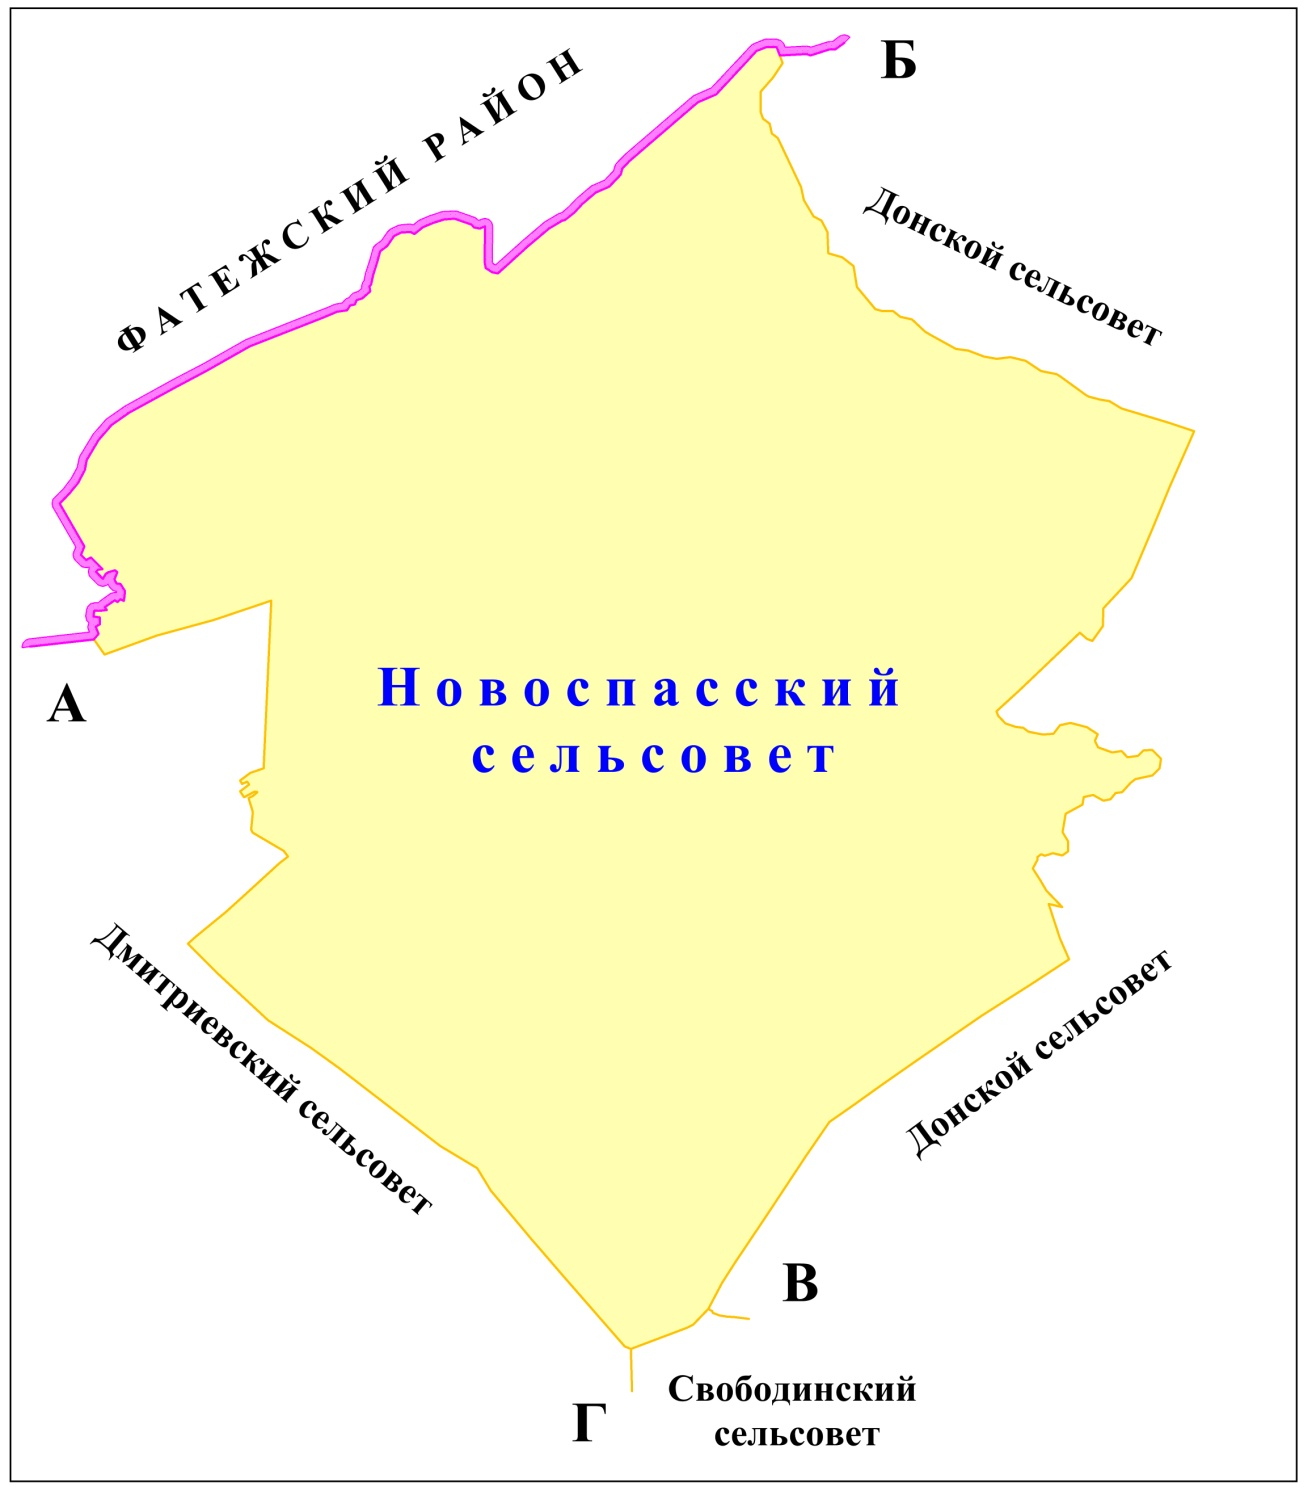 Б
ФАТЕЖСКИЙ РАЙОН
Донской сельсовет
А
Новоспасский
сельсовет
Дмитриевский сельсовет
Донской сельсовет
В
Свободинский
сельсовет
Г